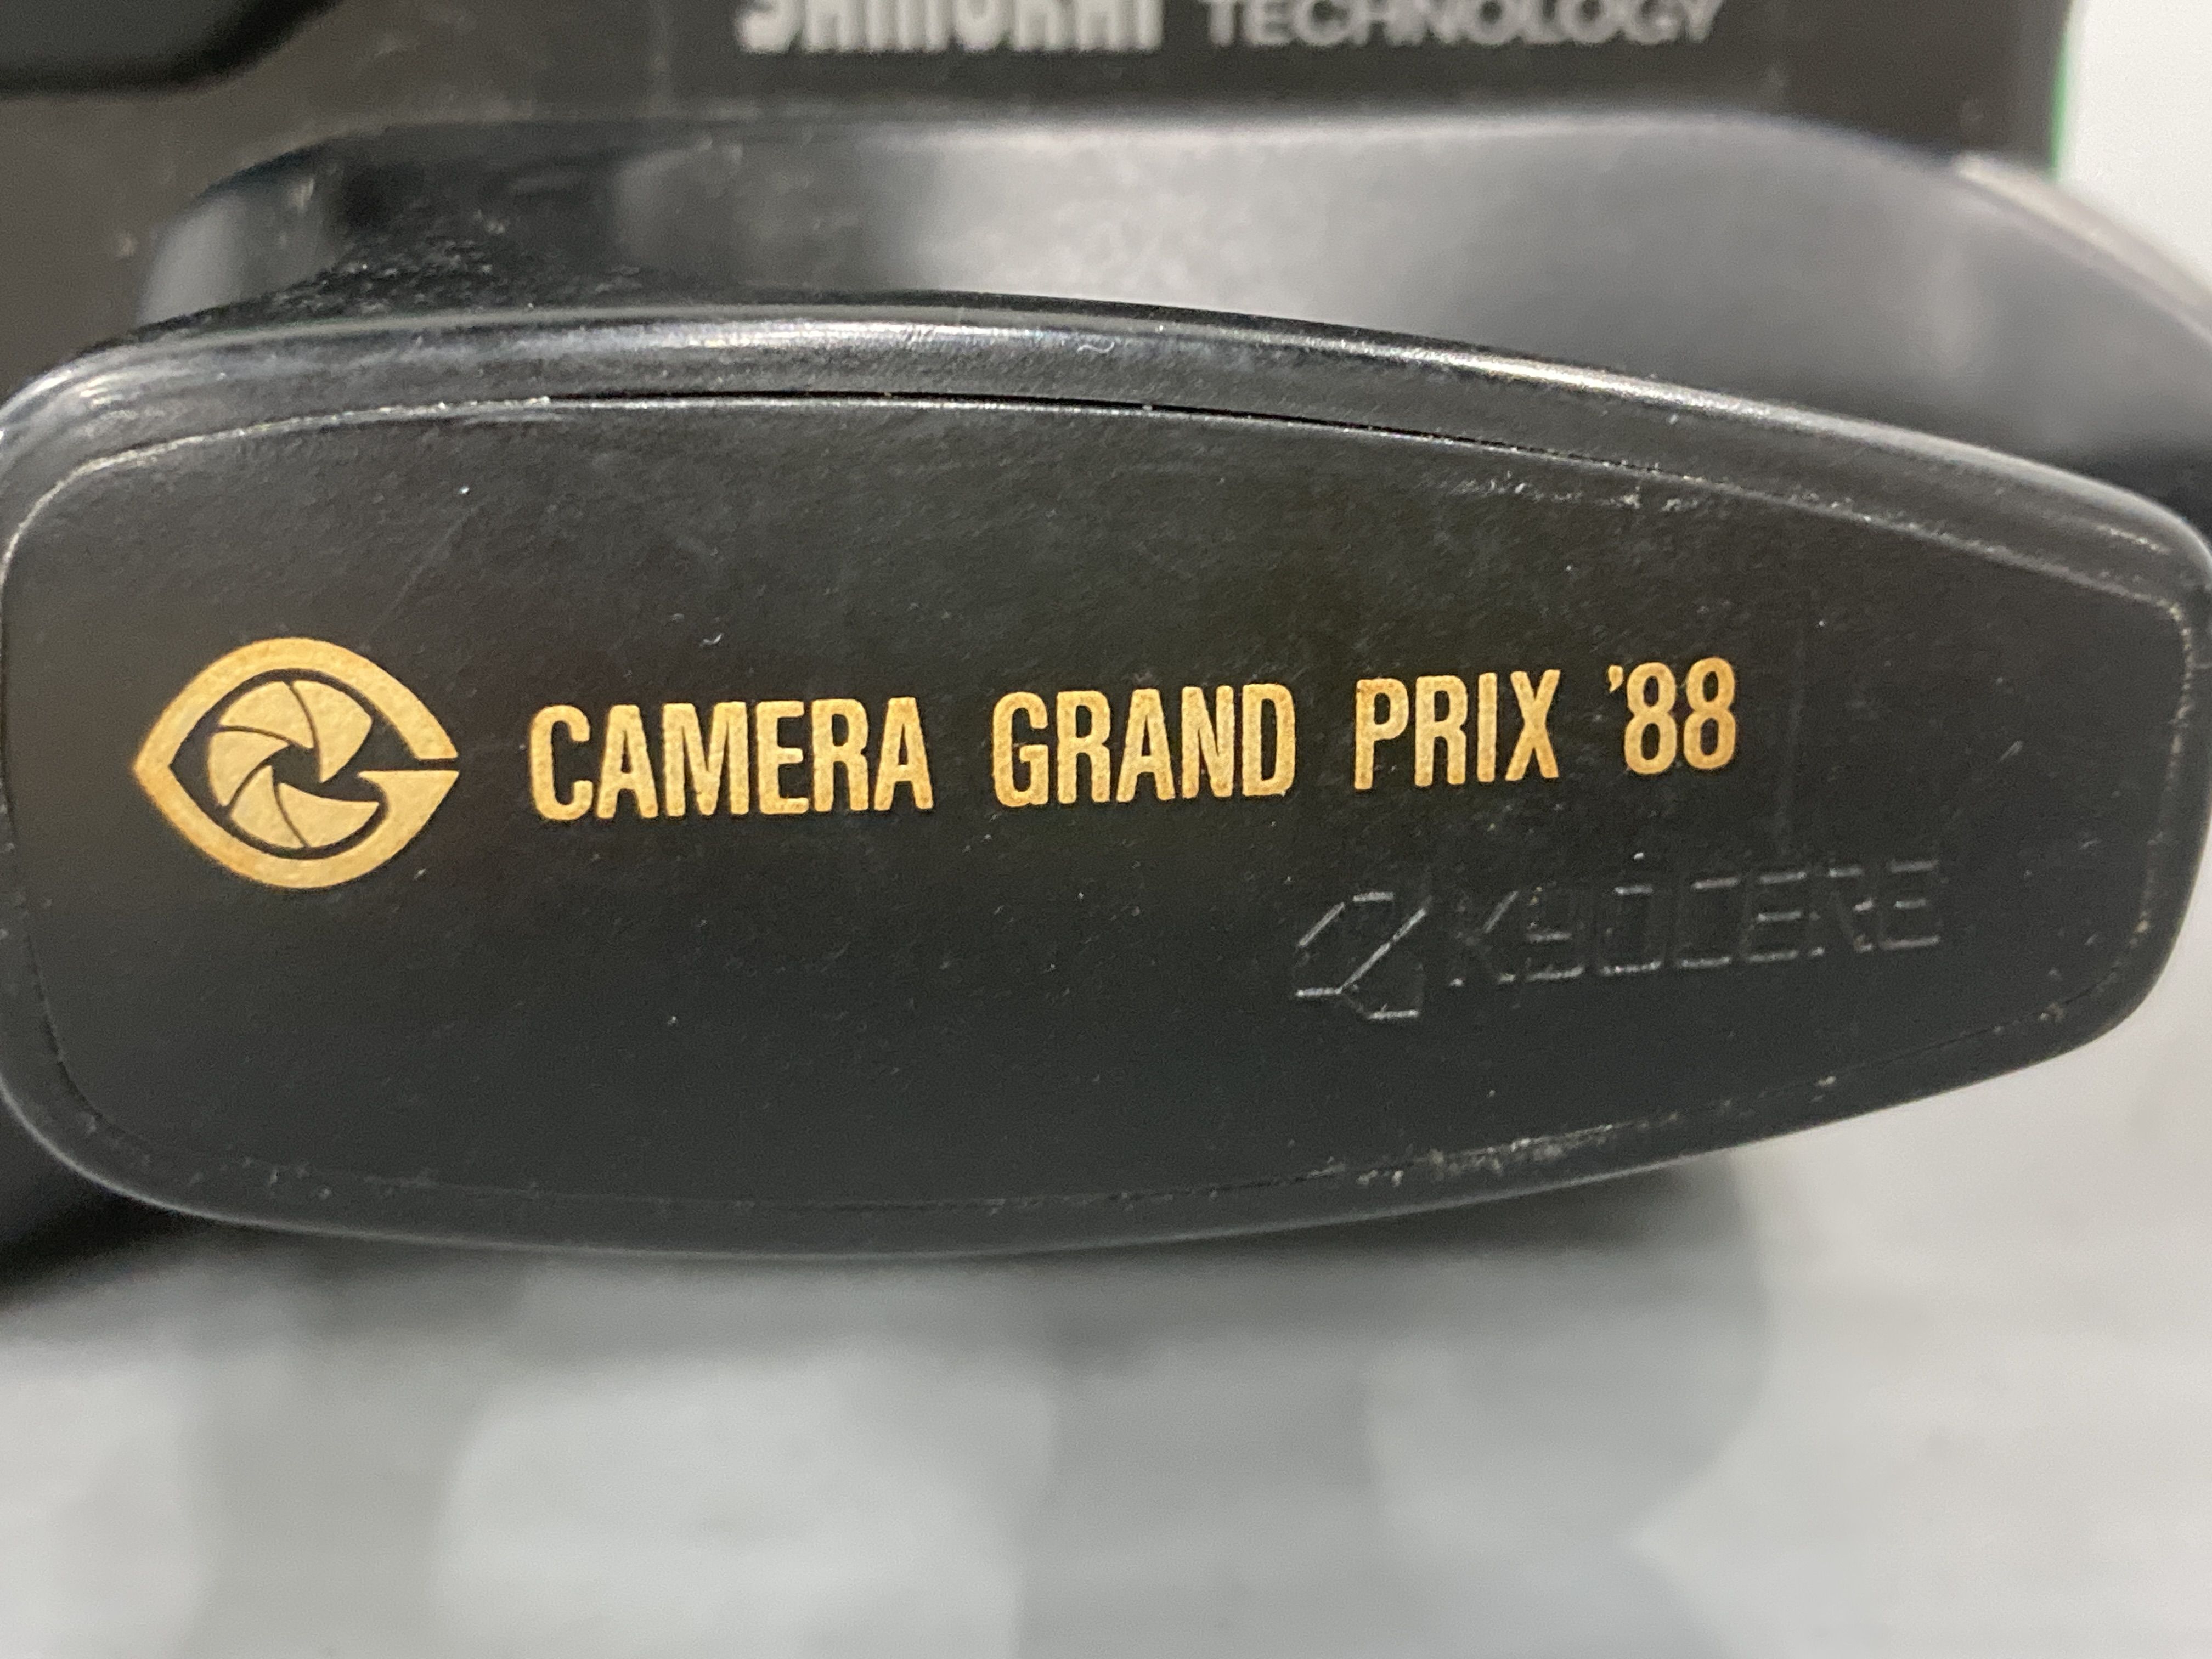 SAMURAI TECHNOLOGY
CAMERA GRAND PRIX '88
KYOCERA